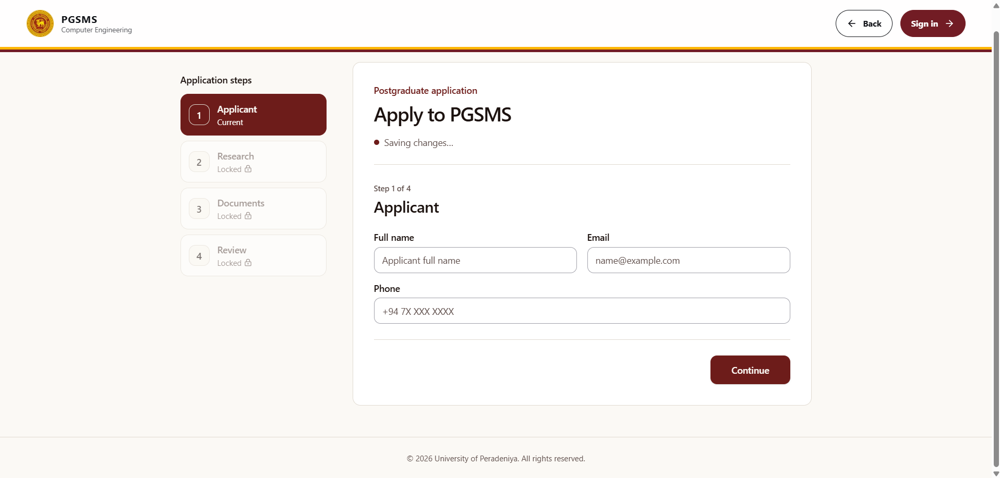 PGSMS
Computer Engineering
Back
Sign in
Application steps
1
Applicant
Current
2
Research
Locked
3
Documents
Locked
4
Review
Locked
Postgraduate application
Apply to PGSMS
Saving changes...
Step 1 of 4
Applicant
Full name
Applicant full name
Email
name@example.com
Phone
+94 7X XXX XXXX
Continue
© 2026 University of Peradeniya. All rights reserved.